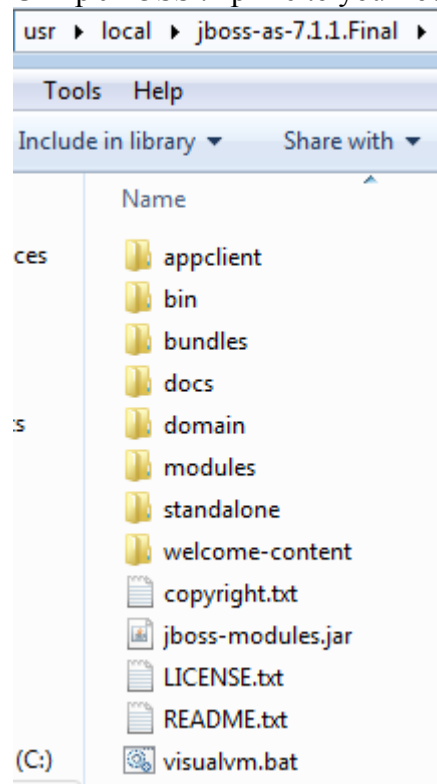 usr ▸ local ▸ jboss-as-7.1.1.Final ▸
Tools Help
Include in library ▾ Share with ▾
Name
ces
appclient
bin
bundles
docs
domain
modules
standalone
welcome-content
copyright.txt
jboss-modules.jar
LICENSE.txt
README.txt
(C:) visualvm.bat